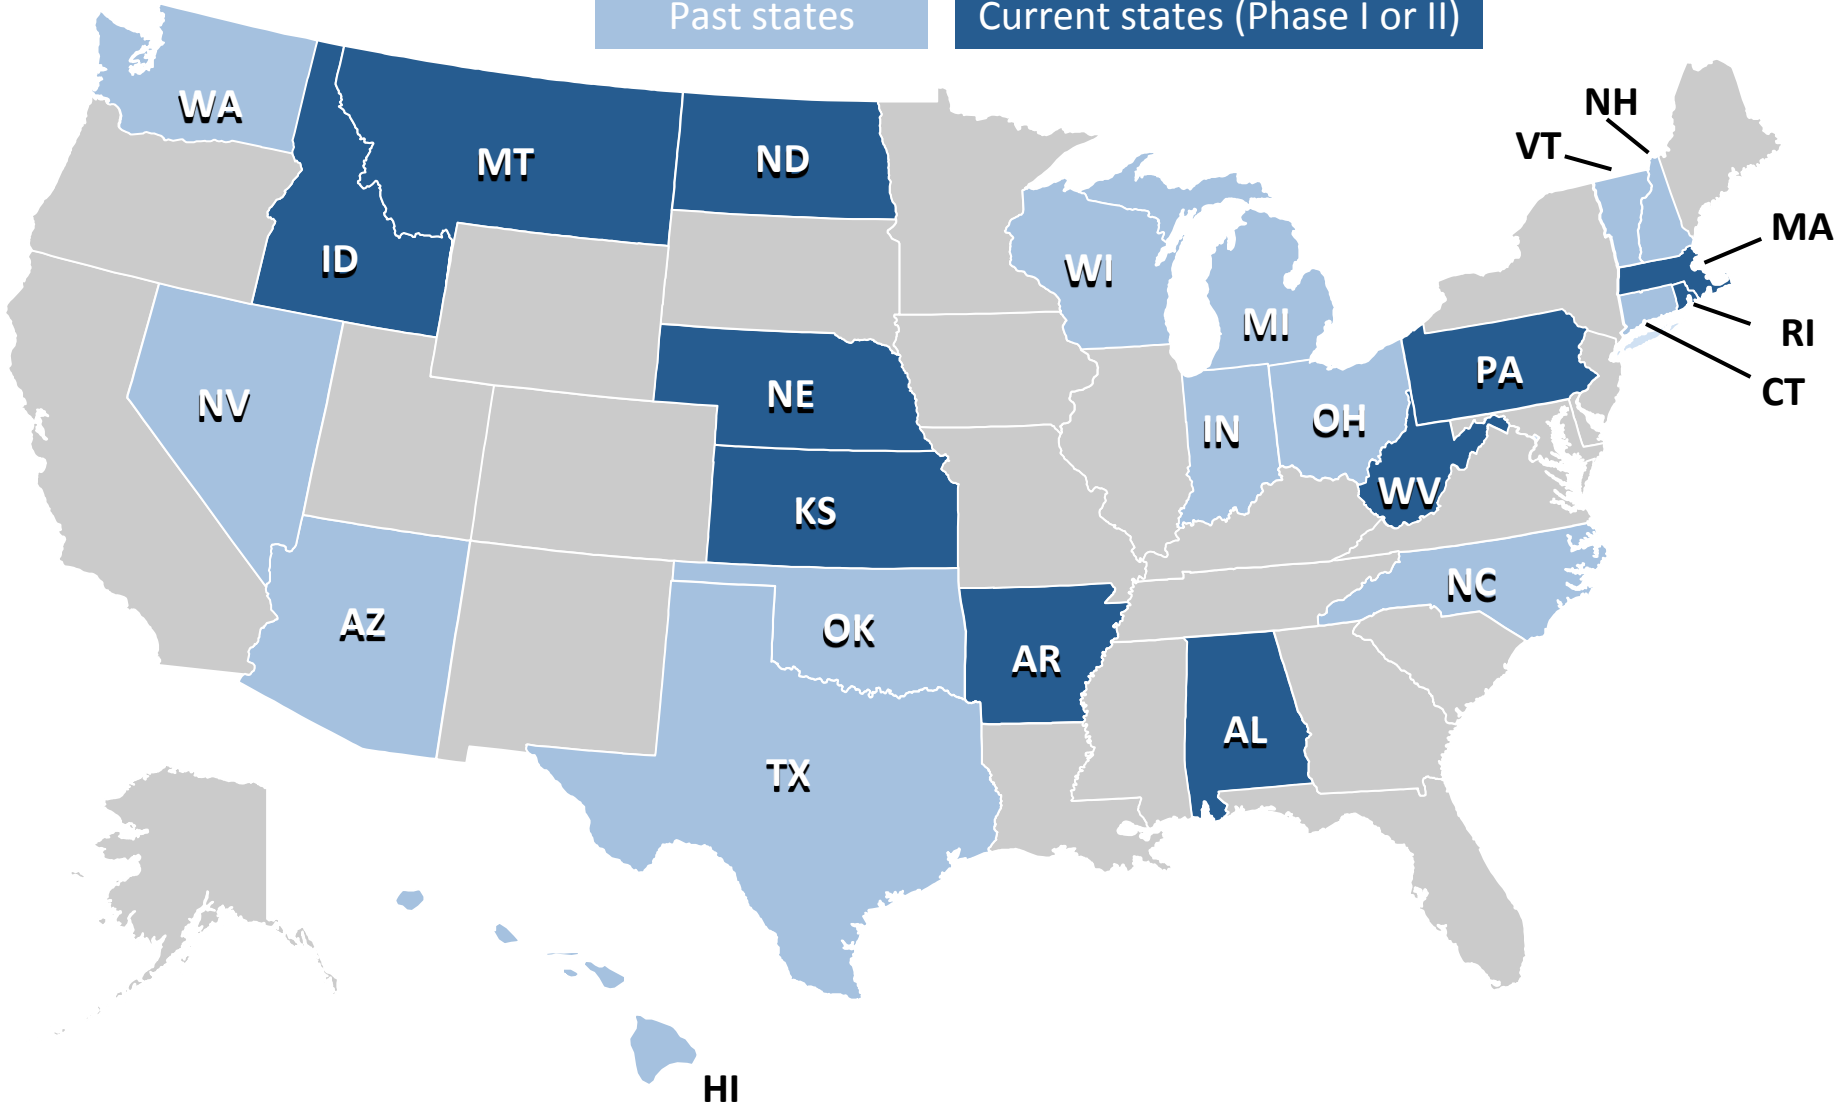 Past states
Current states (Phase I or II)
NH
WA
VT
MT
ND
MA
ID
WI
MI
RI
PA
NE
CT
NV
OH
IN
WV
KS
NC
AZ
OK
AR
AL
TX
HI